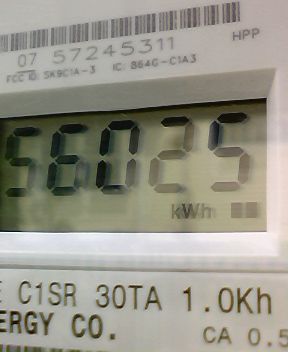 HPP
07 57245311
FCC ID: SK9C1A-3 IC: 864G-C1A3
56025
kWh
C1SR 30TA 1.0Kh
ERGY CO.
CA 0.5